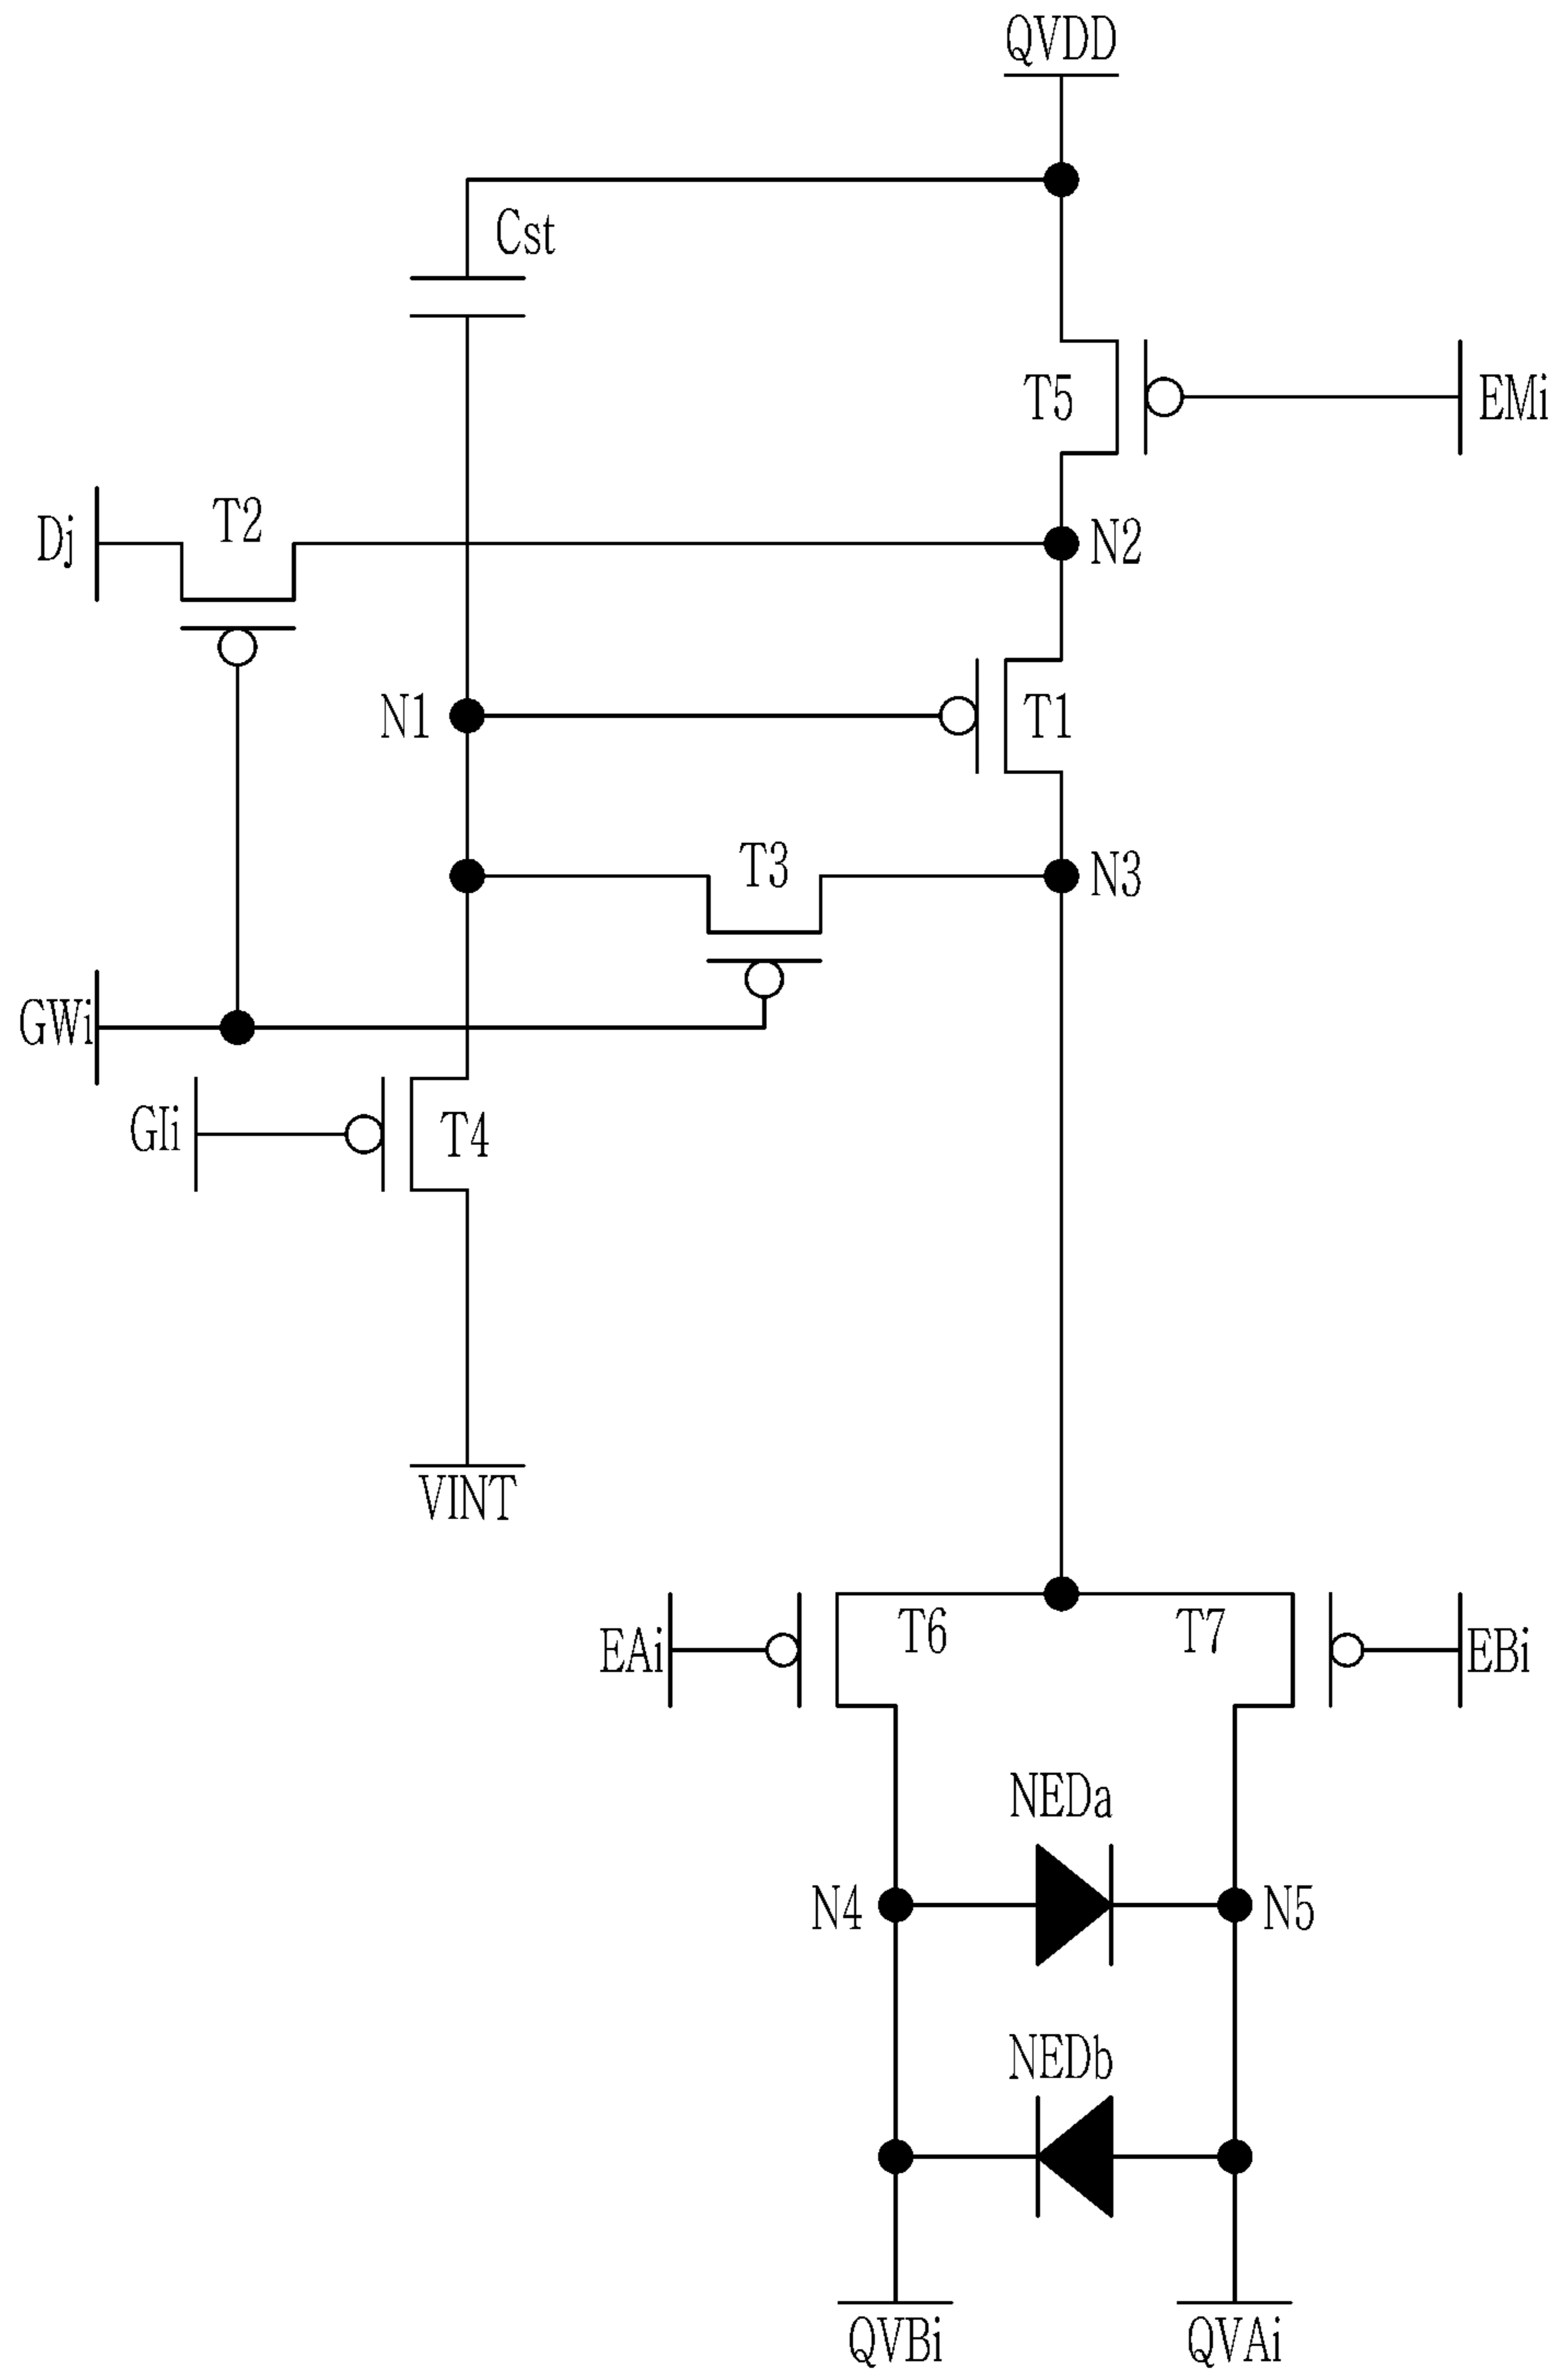 QVDD
Cst
T5
EMi
Dj
T2
N2
N1
T1
T3
N3
GWi
GIi
T4
VINT
EAi
T6
T7
EBi
NEDa
N4
N5
NEDb
QVBi
QVAi